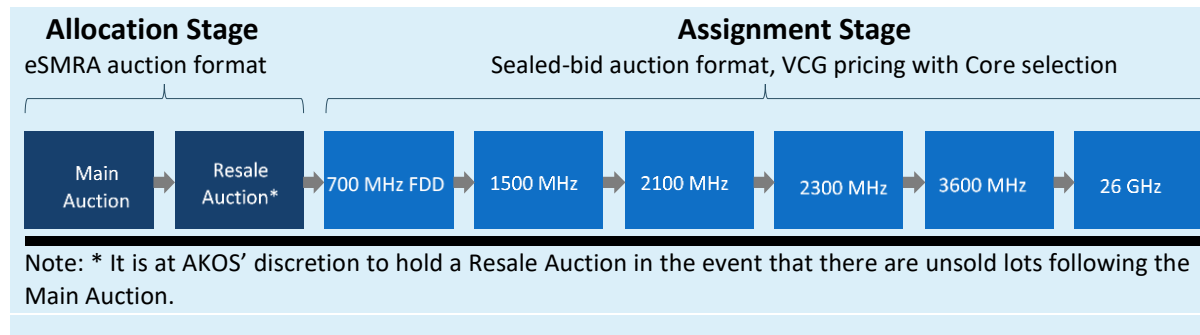 Allocation Stage
Assignment Stage
eSMRA auction format
Sealed-bid auction format, VCG pricing with Core selection
Main
Auction
Resale
Auction*
700 MHz FDD
1500 MHz
2100 MHz
2300 MHz
3600 MHz
26 GHz
Note: * It is at AKOS’ discretion to hold a Resale Auction in the event that there are unsold lots following the
Main Auction.